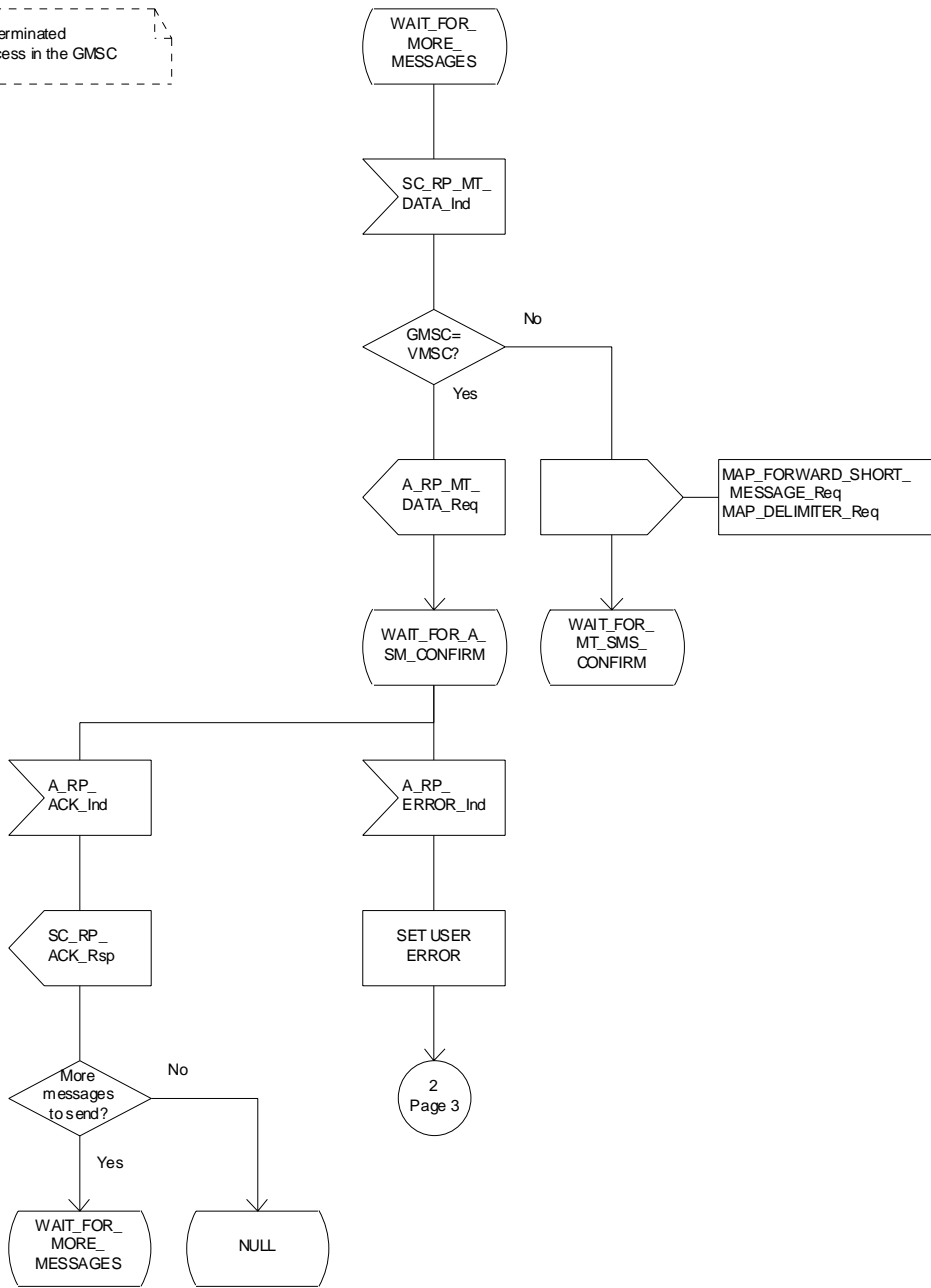 erminated
cess in the GMSC
WAIT_FOR_
MORE_
MESSAGES
SC_RP_MT_
DATA_Ind
GMSC=
VMSC?
No
Yes
A_RP_MT_
DATA_Req
MAP_FORWARD_SHORT_
MESSAGE_Req
MAP_DELIMITER_Req
WAIT_FOR_A_
SM_CONFIRM
WAIT_FOR_
MT_SMS_
CONFIRM
A_RP_
ACK_Ind
A_RP_
ERROR_Ind
SC_RP_
ACK_Rsp
SET USER
ERROR
More
messages
to send?
No
Yes
2
Page 3
WAIT_FOR_
MORE_
MESSAGES
NULL